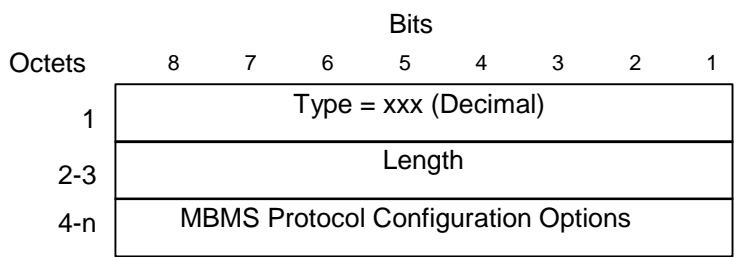 Bits
Octets 8 7 6 5 4 3 2 1
1 Type = xxx (Decimal)
2-3 Length
4-n MBMS Protocol Configuration Options